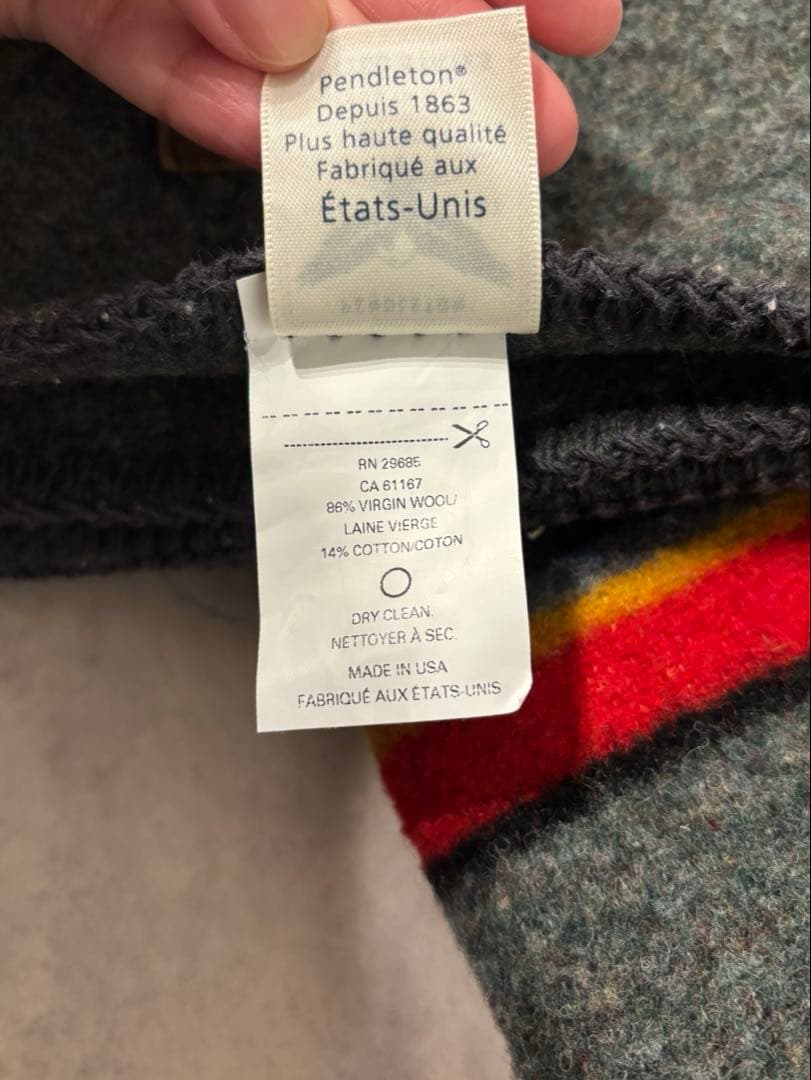 Pendleton®
Depuis 1863
Plus haute qualité
Fabriqué aux
États-Unis
RN 29685
CA 61167
86% VIRGIN WOOL/
LAINE VIERGE
14% COTTON/COTON
DRY CLEAN.
NETTOYER À SEC.
MADE IN USA
FABRIQUÉ AUX ÉTATS-UNIS